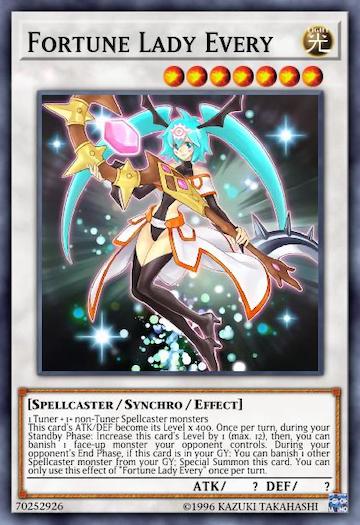 Fortune Lady Every
LIGHT
光
[Spellcaster / Synchro / Effect]
1 Tuner + 1+ non-Tuner Spellcaster monsters
This card's ATK/DEF become its Level x 400. Once per turn, during your
Standby Phase: Increase this card's Level by 1 (max. 12), then, you can
banish 1 face-up monster your opponent controls. During your
opponent's End Phase, if this card is in your GY: You can banish 1 other
Spellcaster monster from your GY; Special Summon this card. You can
only use this effect of "Fortune Lady Every" once per turn.
ATK/ ? DEF/ ?
70252926
©1996 KAZUKI TAKAHASHI